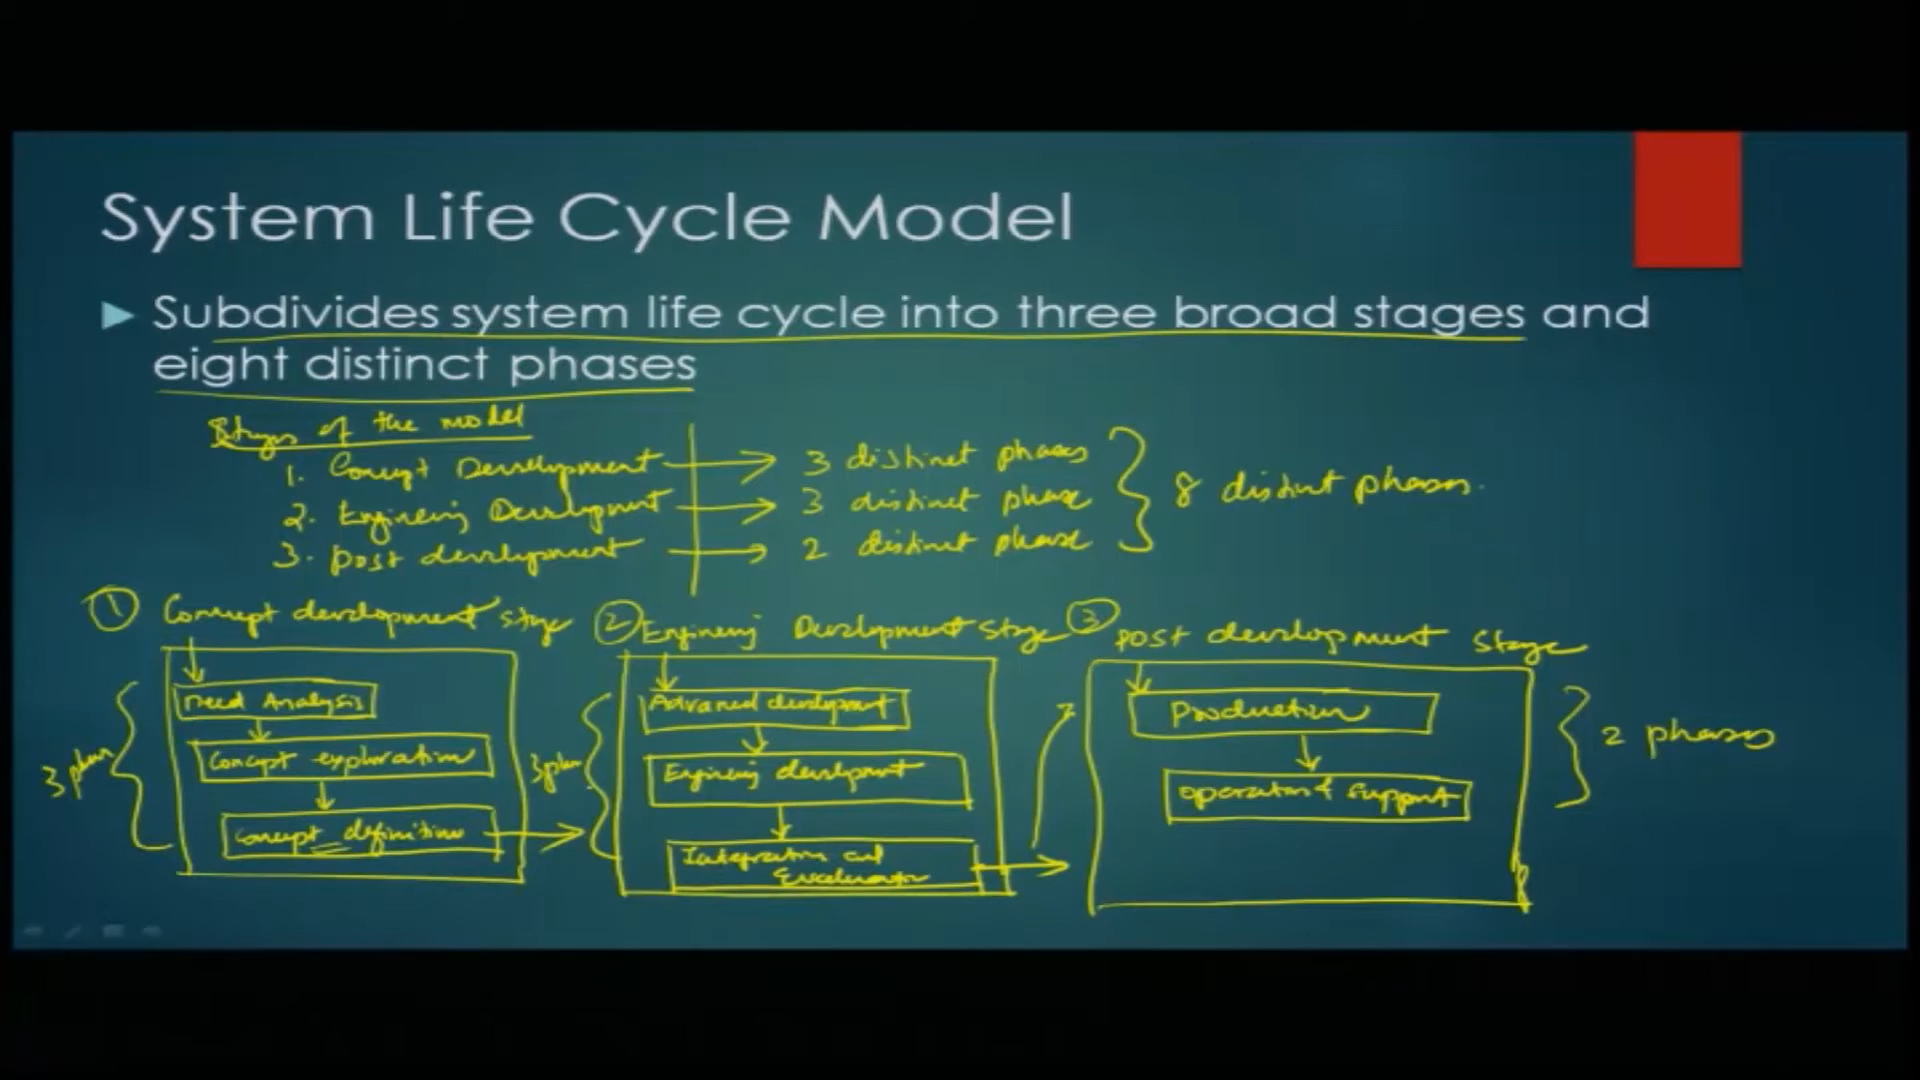 System Life Cycle Model
Subdivides system life cycle into three broad stages and
eight distinct phases
Stages of the model
1. Concept Development → 3 distinct phases
2. Engineering Development → 3 distinct phase
3. post development → 2 distinct phase
8 distinct phases.
① Concept development stage
3 phases
Need Analysis
Concept exploration
Concept definition
② Engineering Development stage
3 phases
Advanced development
Engineering development
Integration and
Evaluation
③ post development stage
Production
operation & support
2 phases